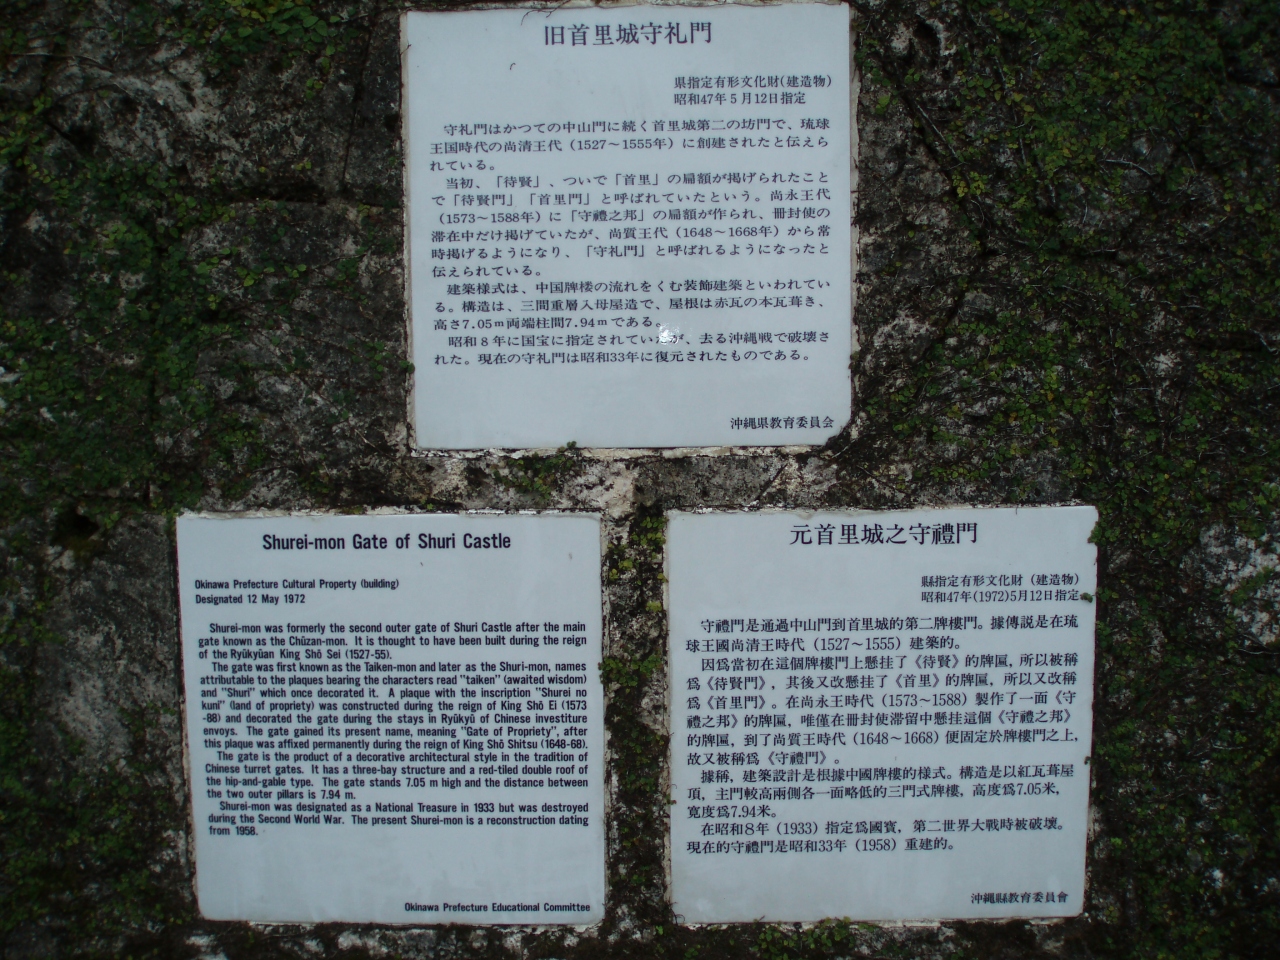 旧首里城守礼門
県指定有形文化財(建造物)
昭和47年5月12日指定
守礼門はかつての中山門に続く首里城第二の坊門で、琉球
王国時代の尚清王代（1527～1555年）に創建されたと伝えら
れている。
当初、「待賢」、ついで「首里」の扁額が掲げられたこと
で「待賢門」「首里門」と呼ばれていたという。尚永王代
（1573～1588年）に「守禮之邦」の扁額が作られ、冊封使の
滞在中だけ掲げていたが、尚質王代（1648～1668年）から常
時掲げるようになり、「守礼門」と呼ばれるようになったと
伝えられている。
建築様式は、中国牌楼の流れをくむ装飾建築といわれてい
る。構造は、三間重層入母屋造で、屋根は赤瓦の本瓦葺き、
高さ7.05m両端柱間7.94mである。
昭和8年に国宝に指定されていたが、去る沖縄戦で破壊さ
れた。現在の守礼門は昭和33年に復元されたものである。
沖縄県教育委員会
Shurei-mon Gate of Shuri Castle
Okinawa Prefecture Cultural Property (building)
Designated 12 May 1972
Shurei-mon was formerly the second outer gate of Shuri Castle after the main
gate known as the Chūzan-mon. It is thought to have been built during the reign
of the Ryūkyūan King Shō Sei (1527-55).
The gate was first known as the Taiken-mon and later as the Shuri-mon, names
attributable to the plaques bearing the characters read "taiken" (awaited wisdom)
and "Shuri" which once decorated it. A plaque with the inscription "Shurei no
kuni" (land of propriety) was constructed during the reign of King Shō Ei (1573
-88) and decorated the gate during the stays in Ryūkyū of Chinese investiture
envoys. The gate gained its present name, meaning "Gate of Propriety", after
this plaque was affixed permanently during the reign of King Shō Shitsu (1648-68).
The gate is the product of a decorative architectural style in the tradition of
Chinese turret gates. It has a three-bay structure and a red-tiled double roof of
the hip-and-gable type. The gate stands 7.05 m high and the distance between
the two outer pillars is 7.94 m.
Shurei-mon was designated as a National Treasure in 1933 but was destroyed
during the Second World War. The present Shurei-mon is a reconstruction dating
from 1958.
Okinawa Prefecture Educational Committee
元首里城之守禮門
縣指定有形文化財（建造物）
昭和47年(1972)5月12日指定
守禮門是通過中山門到首里城的第二牌樓門。據傳説是在琉
球王國尚清王時代（1527～1555）建築的。
因爲當初在這個牌樓門上懸挂了《待賢》的牌匾，所以被稱
爲《待賢門》，其後又改懸挂了《首里》的牌匾，所以又改稱
爲《首里門》。在尚永王時代（1573～1588）製作了一面《守
禮之邦》的牌匾，唯僅在冊封使滞留中懸挂這個《守禮之邦》
的牌匾，到了尚質王時代（1648～1668）便固定於牌樓門之上，
故又被稱爲《守禮門》。
據稱，建築設計是根據中國牌樓的樣式。構造是以紅瓦葺屋
頂，主門較高兩側各一面略低的三門式牌樓，高度爲7.05米，
寬度爲7.94米。
在昭和8年（1933）指定爲國寶，第二世界大戰時被破壞。
現在的守禮門是昭和33年（1958）重建的。
沖縄縣教育委員會